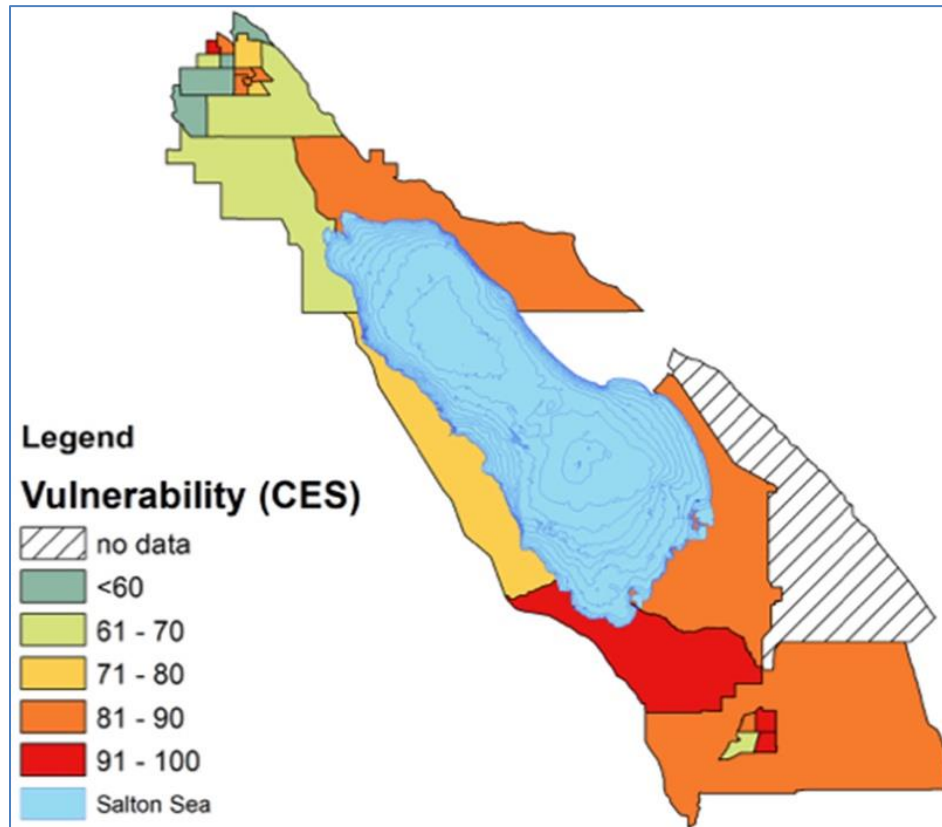 Legend
Vulnerability (CES)
no data
<60
61 - 70
71 - 80
81 - 90
91 - 100
Salton Sea